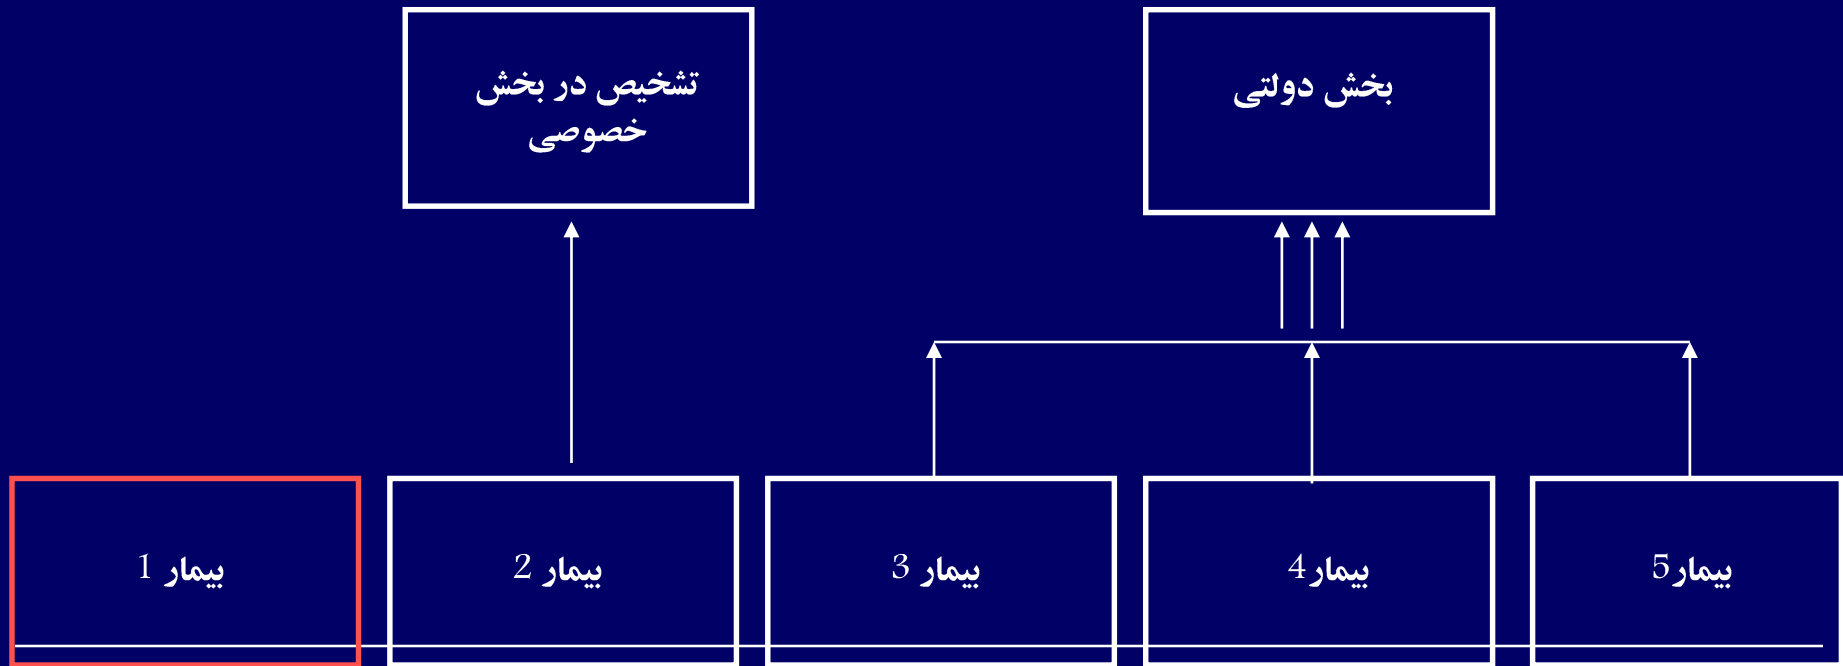 بخش دولتی
تشخیص در بخش
خصوصی
بیمار5
بیمار4
بیمار 3
بیمار 2
بیمار 1